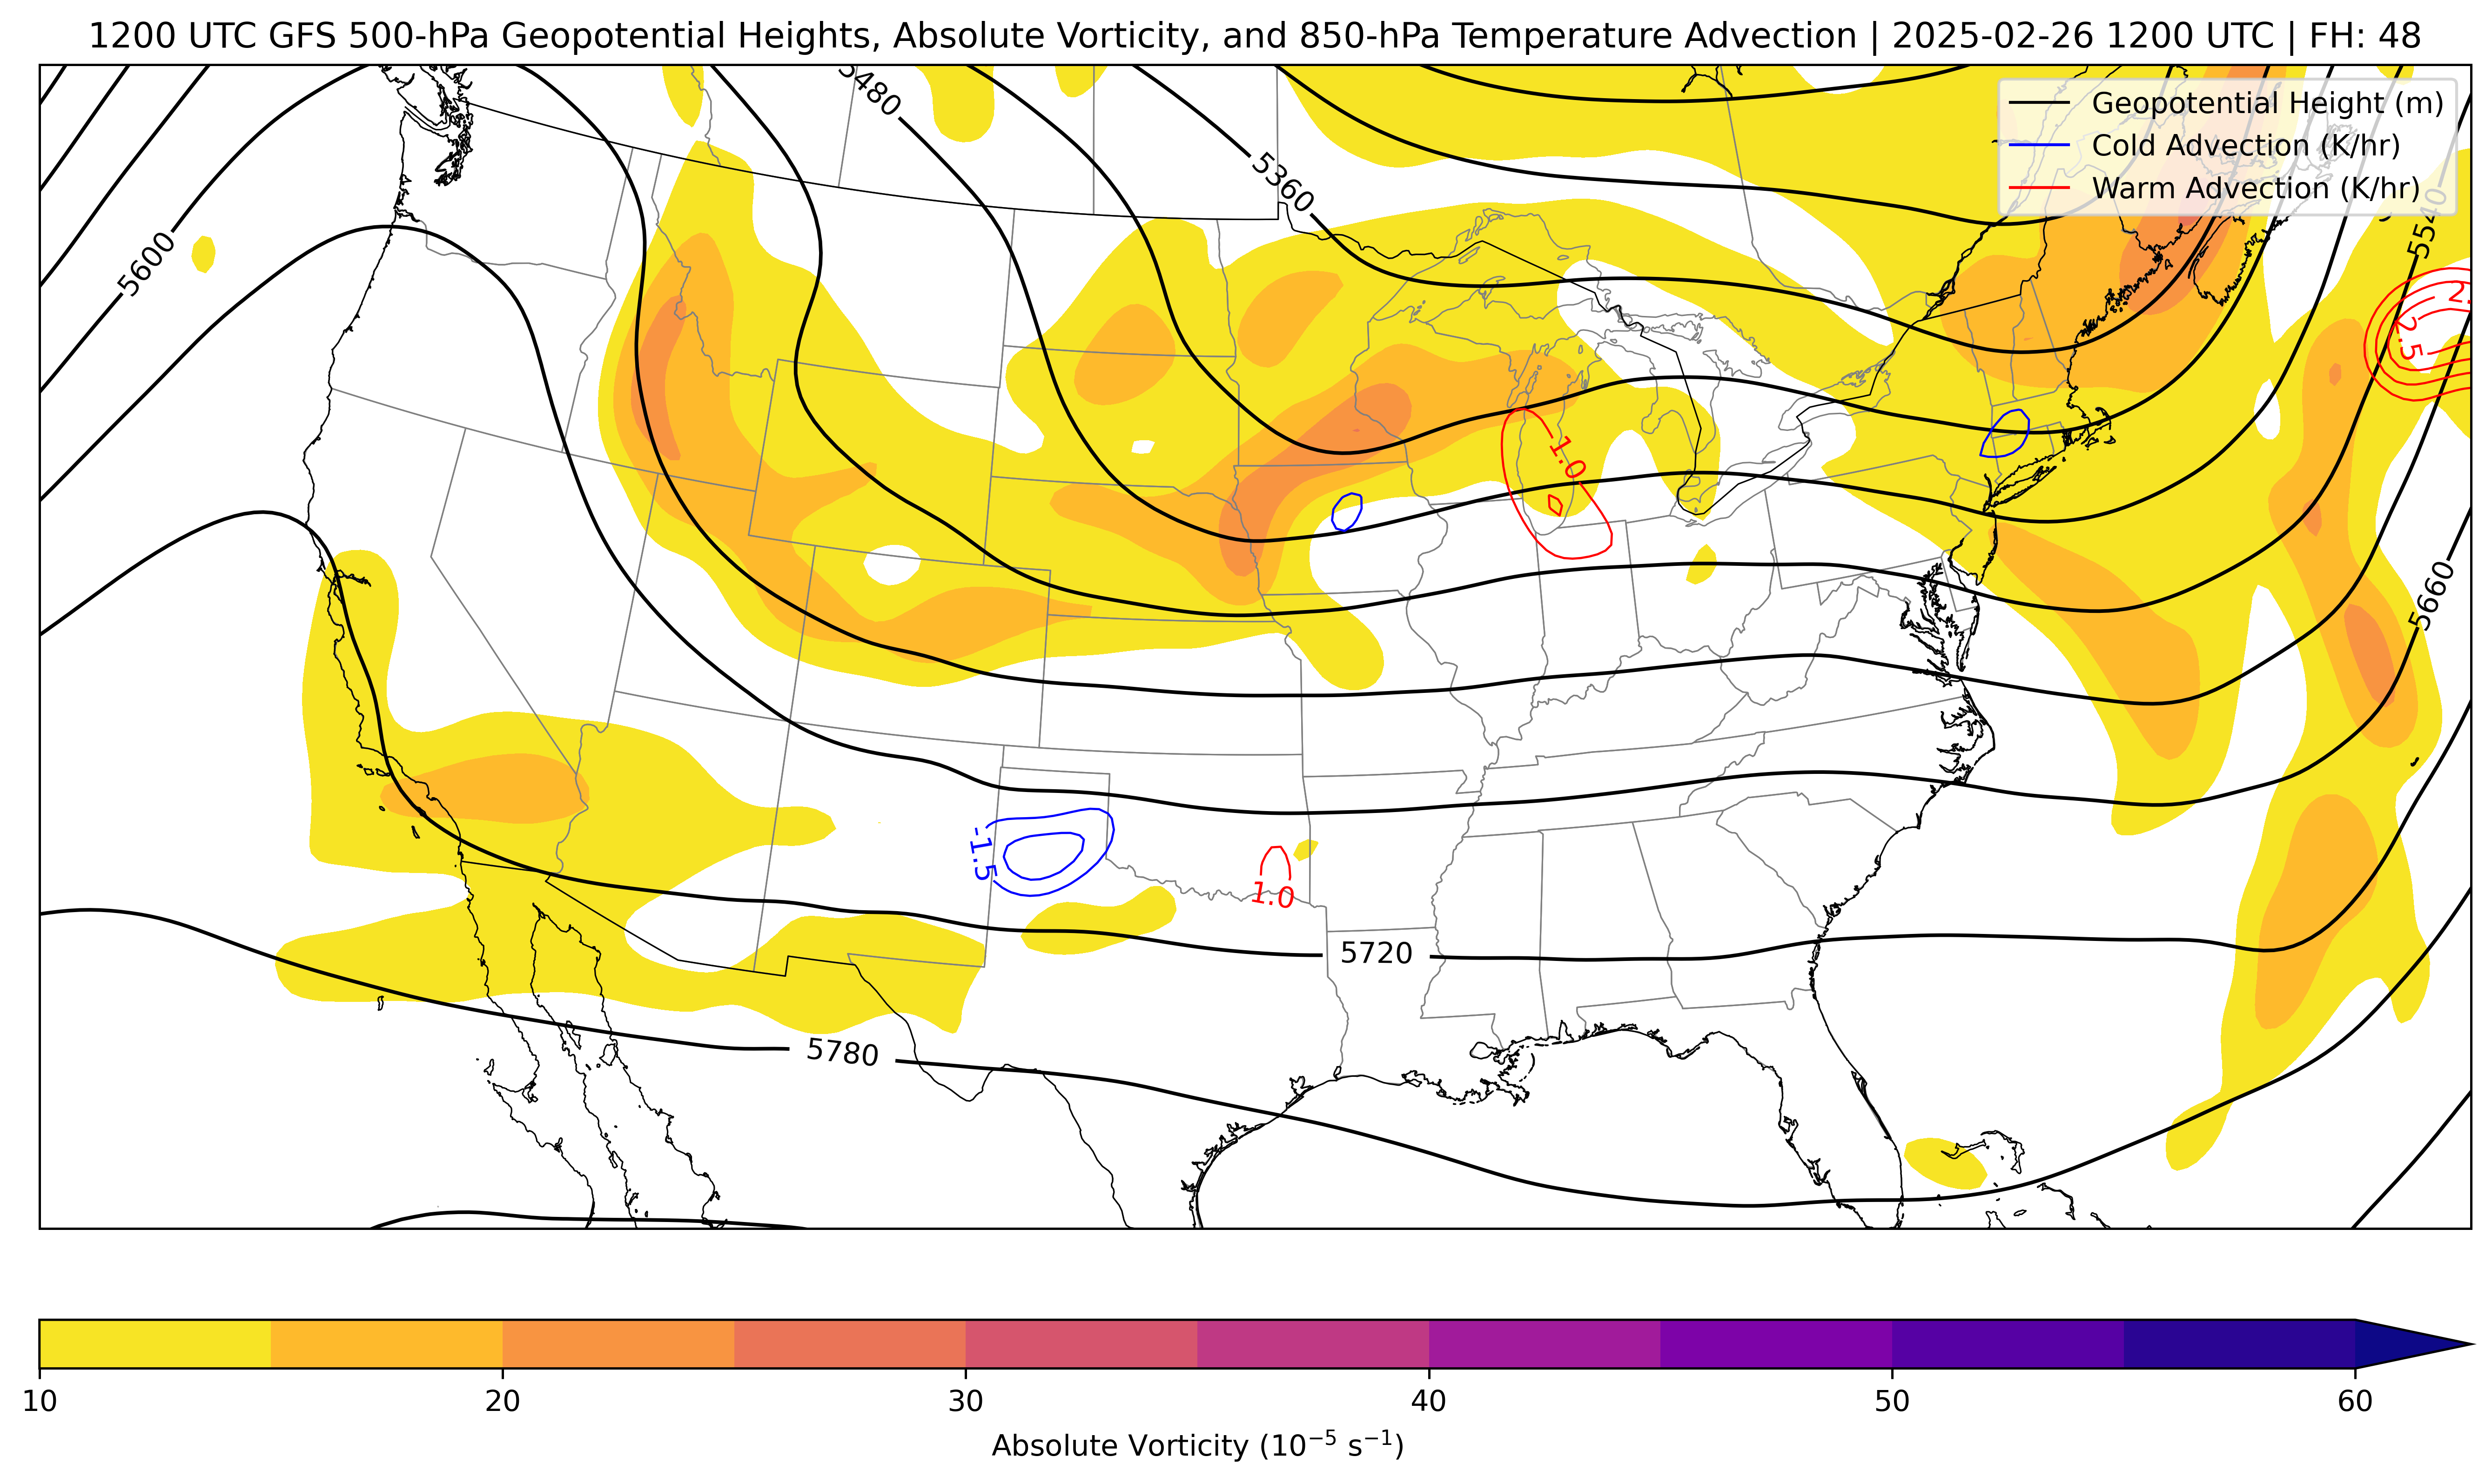 1200 UTC GFS 500-hPa Geopotential Heights, Absolute Vorticity, and 850-hPa Temperature Advection | 2025-02-26 1200 UTC | FH: 48
Geopotential Height (m)
Cold Advection (K/hr)
Warm Advection (K/hr)
5480
5360
5600
5540
2.5
1.0
5660
-1.5
1.0
5720
5780
10 20 30 40 50 60
Absolute Vorticity (10⁻⁵ s⁻¹)